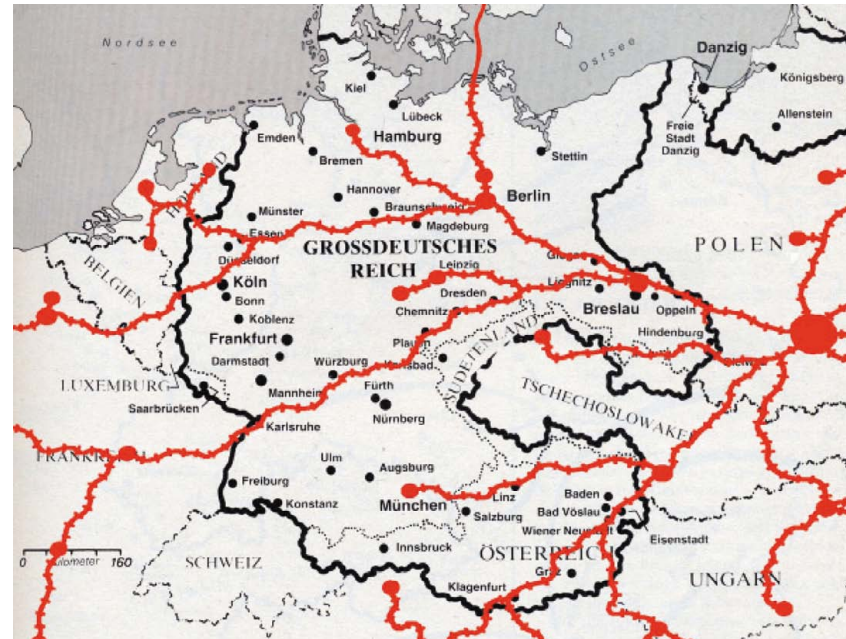 Nordsee
Ostsee
Danzig
Königsberg
Kiel
Lübeck
Allenstein
Freie
Stadt
Danzig
Emden
Hamburg
Bremen
Stettin
HOLLAND
Hannover
Berlin
Braunschweig
Münster
Magdeburg
Essen
GROSSDEUTSCHES
REICH
POLEN
Düsseldorf
BELGIEN
Leipzig
Köln
Liegnitz
Dresden
Bonn
Breslau
Oppeln
Chemnitz
Koblenz
Hindenburg
Frankfurt
Plauen
SUDETENLAND
Darmstadt
Würzburg
Karlsbad
LUXEMBURG
Mannheim
Fürth
TSCHECHOSLOWAKEI
Saarbrücken
Nürnberg
Karlsruhe
FRANKREICH
Ulm
Augsburg
Freiburg
München
Linz
Baden
Konstanz
Salzburg
Bad Vöslau
Wiener Neustadt
Eisenstadt
Innsbruck
ÖSTERREICH
SCHWEIZ
0 Kilometer 160
Graz
UNGARN
Klagenfurt